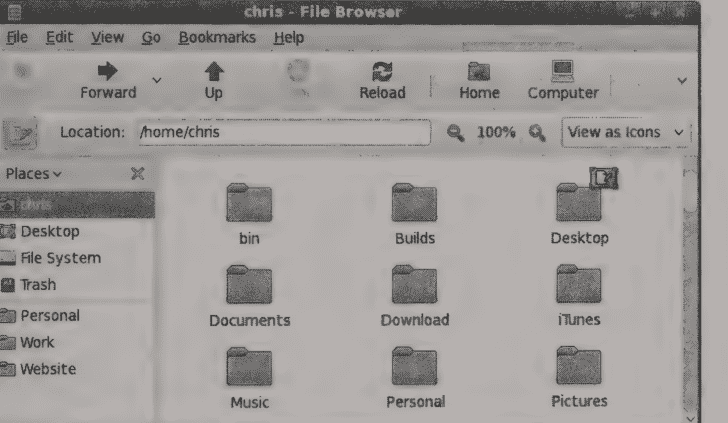 chris - File Browser
File Edit View Go Bookmarks Help
Forward Up Reload Home Computer
Location: /home/chris 100% View as Icons
Places
chris
Desktop
File System
Trash
Personal
Work
Website
bin Builds Desktop
Documents Download iTunes
Music Personal Pictures